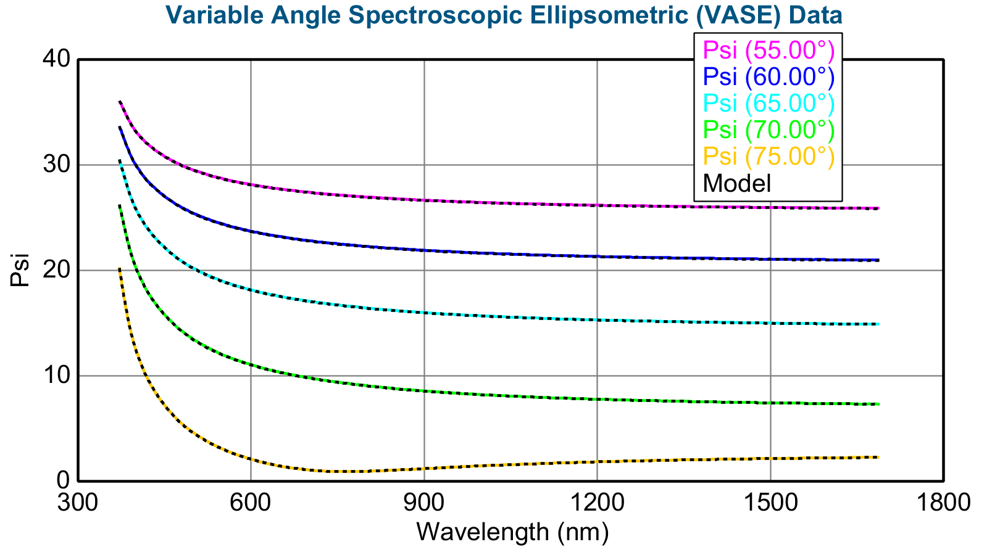 Variable Angle Spectroscopic Ellipsometric (VASE) Data
Psi (55.00°)
Psi (60.00°)
Psi (65.00°)
Psi (70.00°)
Psi (75.00°)
Model
40
30
20
10
0
Psi
300 600 900 1200 1500 1800
Wavelength (nm)